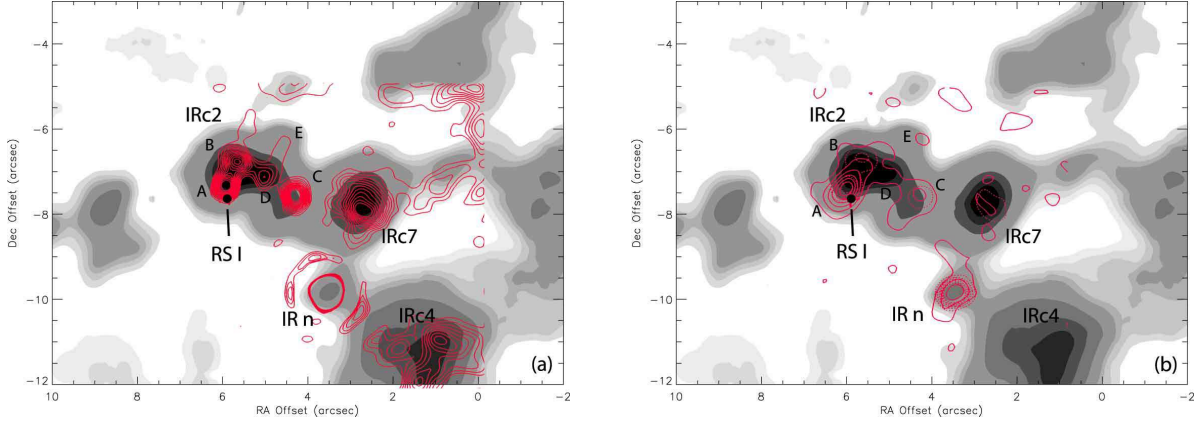 -4
-6
-8
-10
-12
Dec Offset (arcsec)
10
8
6
4
2
0
-2
RA Offset (arcsec)
IRc2
B
E
A
D
C
RS I
IRc7
IR n
IRc4
(a)
-4
-6
-8
-10
-12
Dec Offset (arcsec)
10
8
6
4
2
0
-2
RA Offset (arcsec)
IRc2
B
E
A
D
C
RS I
IRc7
IR n
IRc4
(b)